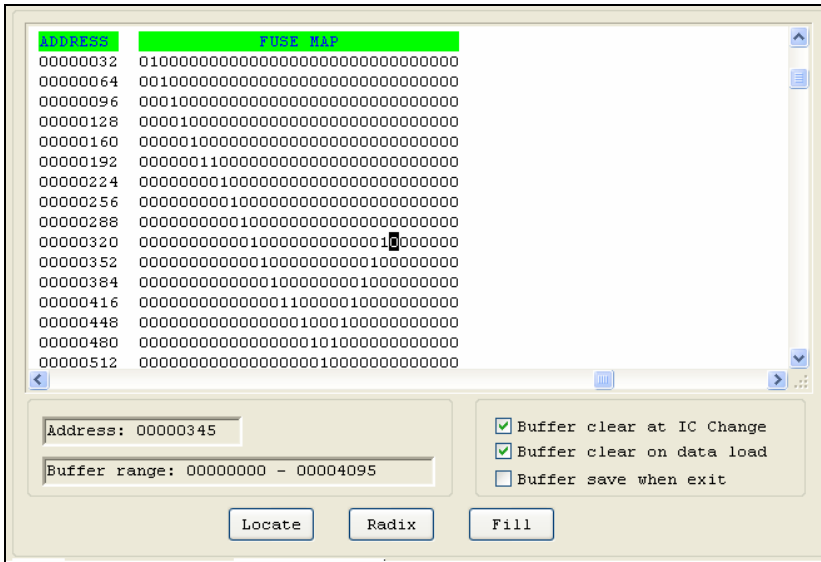 ADDRESS FUSE MAP
00000032 01000000000000000000000000000000
00000064 00100000000000000000000000000000
00000096 00010000000000000000000000000000
00000128 00001000000000000000000000000000
00000160 00000100000000000000000000000000
00000192 00000011000000000000000000000000
00000224 00000000100000000000000000000000
00000256 00000000010000000000000000000000
00000288 00000000001000000000000000000000
00000320 00000000000100000000000010000000
00000352 00000000000010000000000100000000
00000384 00000000000001000000001000000000
00000416 00000000000000110000010000000000
00000448 00000000000000001000100000000000
00000480 00000000000000000101000000000000
00000512 00000000000000000010000000000000
Address: 00000345
Buffer range: 00000000 - 00004095
Buffer clear at IC Change
Buffer clear on data load
Buffer save when exit
Locate Radix Fill